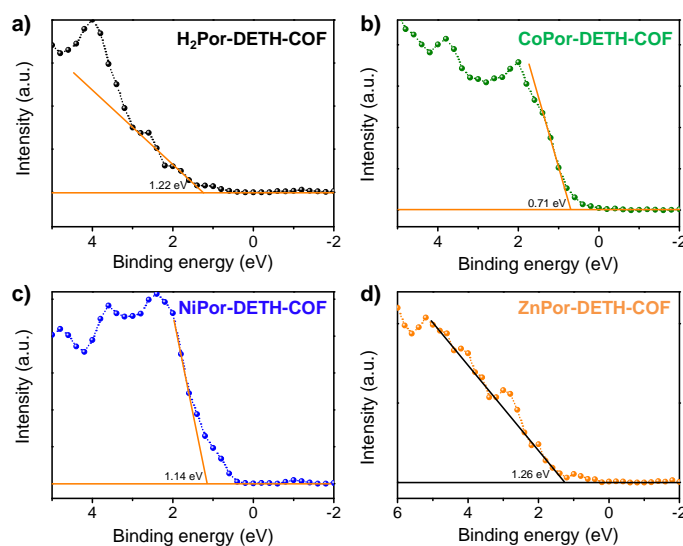 a)
H₂Por-DETH-COF
Intensity (a.u.)
1.22 eV
4 2 0 -2
Binding energy (eV)
b)
CoPor-DETH-COF
Intensity (a.u.)
0.71 eV
4 2 0 -2
Binding energy (eV)
c)
NiPor-DETH-COF
Intensity (a.u.)
1.14 eV
4 2 0 -2
Binding energy (eV)
d)
ZnPor-DETH-COF
Intensity (a.u.)
1.26 eV
6 4 2 0 -2
Binding energy (eV)